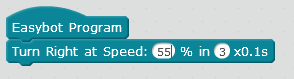 Easybot Program
Turn Right at Speed: 55 % in 3 x0.1s